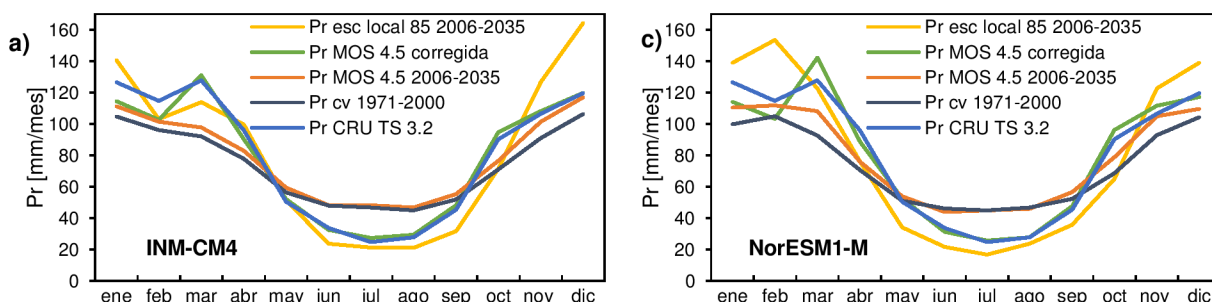 a)
Pr [mm/mes]
160
140
120
100
80
60
40
20
0
Pr esc local 85 2006-2035
Pr MOS 4.5 corregida
Pr MOS 4.5 2006-2035
Pr cv 1971-2000
Pr CRU TS 3.2
INM-CM4
ene feb mar abr may jun jul ago sep oct nov dic
c)
Pr [mm/mes]
160
140
120
100
80
60
40
20
0
Pr esc local 85 2006-2035
Pr MOS 4.5 corregida
Pr MOS 4.5 2006-2035
Pr cv 1971-2000
Pr CRU TS 3.2
NorESM1-M
ene feb mar abr may jun jul ago sep oct nov dic